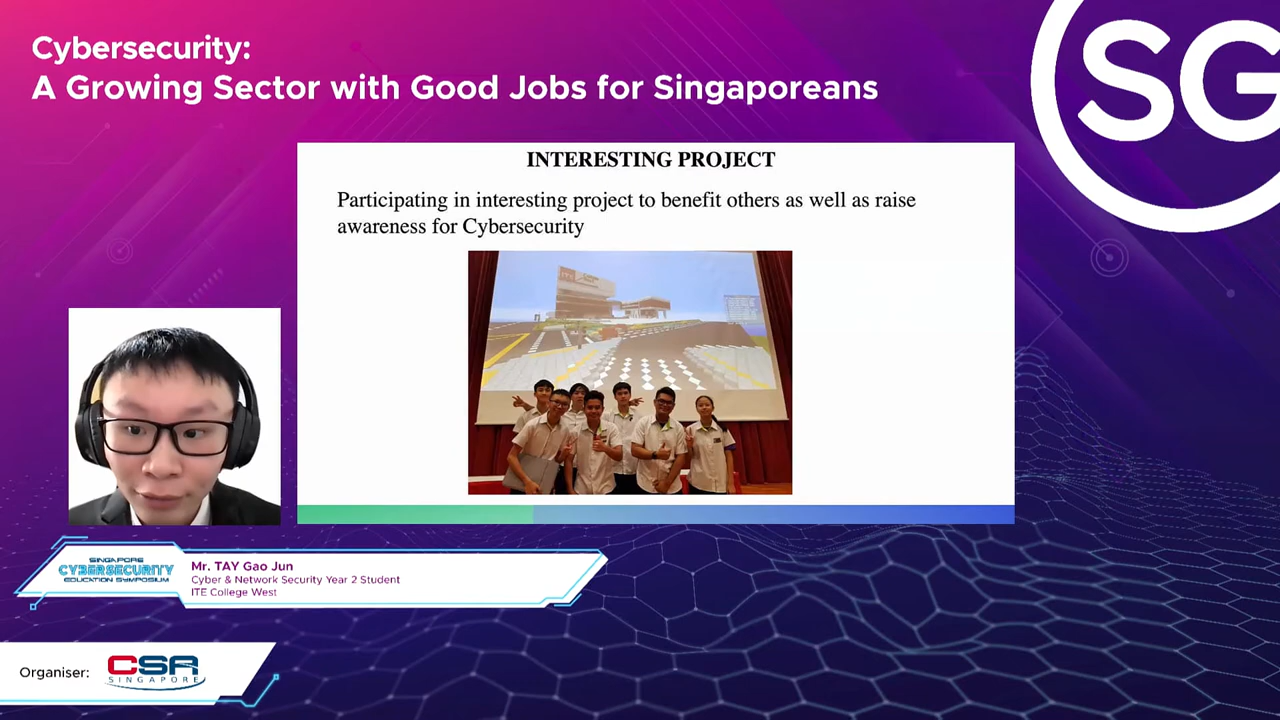 Cybersecurity:
A Growing Sector with Good Jobs for Singaporeans
SG
INTERESTING PROJECT
Participating in interesting project to benefit others as well as raise
awareness for Cybersecurity
ITE
SINGAPORE
CYBERSECURITY
EDUCATION SYMPOSIUM
Mr. TAY Gao Jun
Cyber & Network Security Year 2 Student
ITE College West
Organiser:
CSA
SINGAPORE